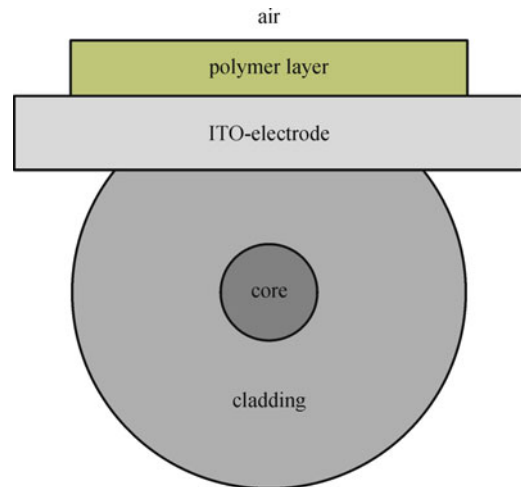 air
polymer layer
ITO-electrode
core
cladding